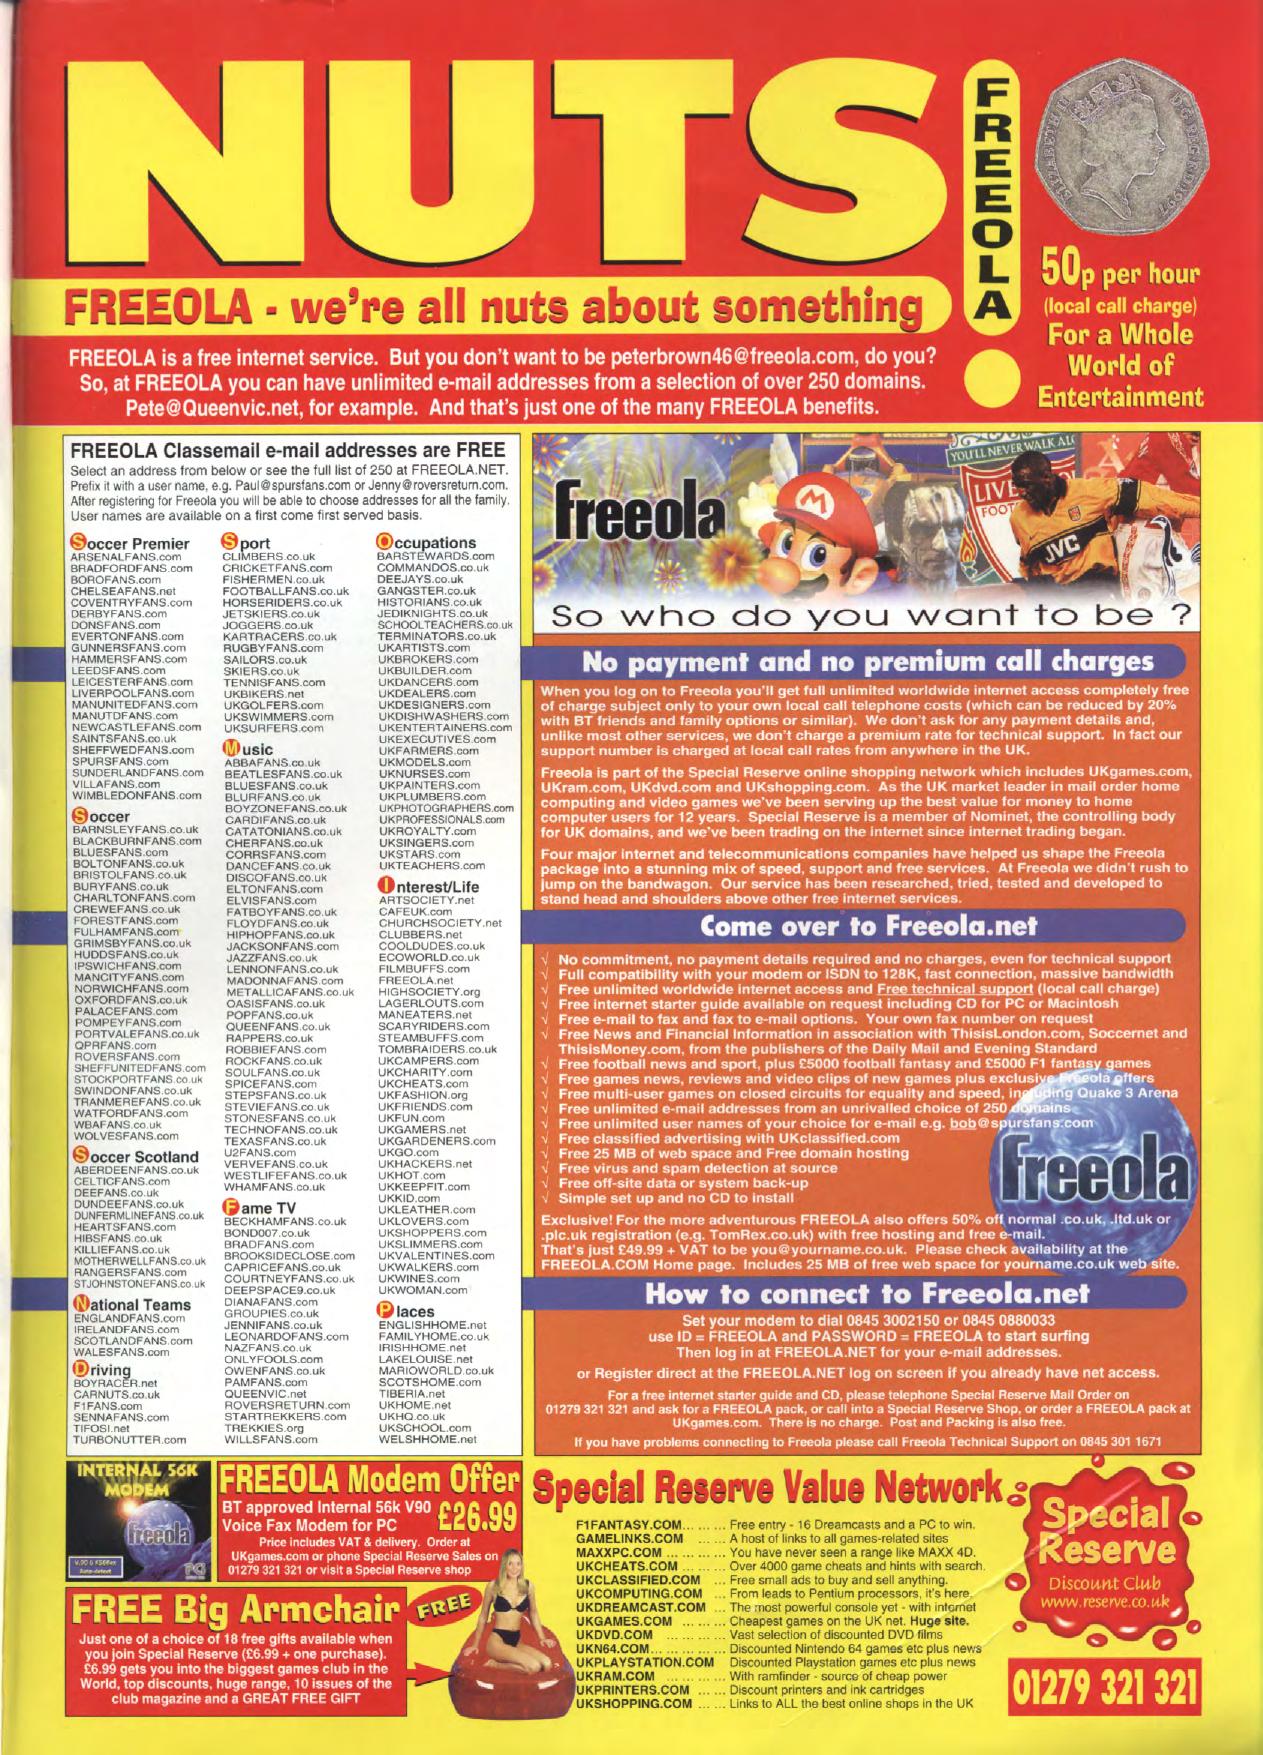 NUTS
FREEOLA
ELIZABETH II
D·G·REG·F·D·1997
50p per hour
(local call charge)
For a Whole
World of
Entertainment
FREEOLA - we're all nuts about something
FREEOLA is a free internet service. But you don't want to be peterbrown46@freeola.com, do you?
So, at FREEOLA you can have unlimited e-mail addresses from a selection of over 250 domains.
Pete@Queenvic.net, for example. And that's just one of the many FREEOLA benefits.
FREEOLA Classemail e-mail addresses are FREE
Select an address from below or see the full list of 250 at FREEOLA.NET.
Prefix it with a user name, e.g. Paul@spursfans.com or Jenny@roversreturn.com.
After registering for Freeola you will be able to choose addresses for all the family.
User names are available on a first come first served basis.
Soccer Premier
ARSENALFANS.com
BRADFORDFANS.com
BOROFANS.com
CHELSEAFANS.net
COVENTRYFANS.com
DERBYFANS.com
DONSFANS.com
EVERTONFANS.com
GUNNERSFANS.com
HAMMERSFANS.com
LEEDSFANS.com
LEICESTERFANS.com
LIVERPOOLFANS.com
MANUNITEDFANS.com
MANUTDFANS.com
NEWCASTLEFANS.com
SAINTSFANS.co.uk
SHEFFWEDFANS.com
SPURSFANS.com
SUNDERLANDFANS.com
VILLAFANS.com
WIMBLEDONFANS.com
Soccer
BARNSLEYFANS.co.uk
BLACKBURNFANS.com
BLUESFANS.com
BOLTONFANS.co.uk
BRISTOLFANS.co.uk
BURYFANS.com
CHARLTONFANS.com
CREWEFANS.co.uk
FORESTFANS.com
FULHAMFANS.com
GRIMSBYFANS.co.uk
HUDDSFANS.co.uk
IPSWICHFANS.com
MANCITYFANS.com
NORWICHFANS.com
OXFORDFANS.co.uk
PALACEFANS.com
POMPEYFANS.com
PORTVALEFANS.co.uk
QPRFANS.com
ROVERSFANS.com
SHEFFUNITEDFANS.com
STOCKPORTFANS.co.uk
SWINDONFANS.co.uk
TRANMEREFANS.co.uk
WATFORDFANS.com
WBAFANS.co.uk
WOLVESFANS.com
Soccer Scotland
ABERDEENFANS.co.uk
CELTICFANS.com
DEEFANS.co.uk
DUNDEEFANS.co.uk
DUNFERMLINEFANS.co.uk
HEARTSFANS.com
HIBSFANS.co.uk
KILLIEFANS.co.uk
MOTHERWELLFANS.co.uk
RANGERSFANS.com
STJOHNSTONEFANS.co.uk
National Teams
ENGLANDFANS.com
IRELANDFANS.com
SCOTLANDFANS.com
WALESFANS.com
Driving
BOYRACER.net
CARNUTS.co.uk
F1FANS.com
SENNAFANS.com
TIFOSI.net
TURBONUTTER.com
Sport
CLIMBERS.co.uk
CRICKETFANS.com
FISHERMEN.co.uk
FOOTBALLFANS.co.uk
HORSERIDERS.co.uk
JETSKIERS.co.uk
JOGGERS.co.uk
KARTRACERS.co.uk
RUGBYFANS.com
SAILORS.co.uk
SKIERS.co.uk
TENNISFANS.com
UKBIKERS.net
UKGOLFERS.com
UKSWIMMERS.com
UKSURFERS.com
Music
ABBAFANS.co.uk
BEATLESFANS.co.uk
BLUESFANS.co.uk
BLURFANS.co.uk
BOYZONEFANS.co.uk
CARDIFANS.co.uk
CATATONIANS.co.uk
CHERFANS.co.uk
CORRSFANS.com
DANCEFANS.co.uk
DISCOFANS.co.uk
ELTONFANS.com
ELVISFANS.com
FATBOYFANS.co.uk
FLOYDFANS.co.uk
HIPHOPFANS.co.uk
JACKSONFANS.com
JAZZFANS.co.uk
LENNONFANS.co.uk
MADONNAFANS.com
METALLICAFANS.co.uk
OASISFANS.co.uk
POPFANS.co.uk
QUEENFANS.co.uk
RAPPERS.co.uk
ROBBIEFANS.com
ROCKFANS.co.uk
SOULFANS.co.uk
SPICEFANS.com
STEPSFANS.co.uk
STEVIEFANS.co.uk
STONESFANS.co.uk
TECHNOFANS.co.uk
TEXASFANS.co.uk
U2FANS.com
VERVEFANS.co.uk
WESTLIFEFANS.co.uk
WHAMFANS.co.uk
Fame TV
BECKHAMFANS.co.uk
BOND007.co.uk
BRADFANS.com
BROOKSIDECLOSE.com
CAPRICEFANS.co.uk
COURTNEYFANS.co.uk
DEEPSPACE9.co.uk
DIANAFANS.com
GROUPIES.co.uk
JENNIFANS.co.uk
LEONARDOFANS.com
NAZFANS.co.uk
ONLYFOOLS.com
OWENFANS.co.uk
PAMFANS.com
QUEENVIC.net
ROVERSRETURN.com
STARTREKKERS.com
TREKKIES.org
WILLSFANS.com
Occupations
BARSTEWARDS.com
COMMANDOS.co.uk
DEEJAYS.co.uk
GANGSTER.co.uk
HISTORIANS.co.uk
JEDIKNIGHTS.co.uk
SCHOOLTEACHERS.co.uk
TERMINATORS.co.uk
UKARTISTS.com
UKBROKERS.com
UKBUILDER.com
UKDANCERS.com
UKDEALERS.com
UKDESIGNERS.com
UKDISHWASHERS.com
UKENTERTAINERS.com
UKEXECUTIVES.com
UKFARMERS.com
UKMODELS.com
UKNURSES.com
UKPAINTERS.com
UKPLUMBERS.com
UKPHOTOGRAPHERS.com
UKPROFESSIONALS.com
UKROYALTY.com
UKSINGERS.com
UKSTARS.com
UKTEACHERS.com
Interest/Life
ARTSOCIETY.net
CAFEUK.com
CHURCHSOCIETY.net
CLUBBERS.net
COOLDUDES.co.uk
ECOWORLD.co.uk
FILMBUFFS.com
FREEOLA.net
HIGHSOCIETY.org
LAGERLOUTS.com
MANEATERS.net
SCARYRIDERS.com
STEAMBUFFS.com
TOMBRAIDERS.co.uk
UKCAMPERS.com
UKCHARITY.com
UKCHEATS.com
UKFASHION.org
UKFRIENDS.com
UKFUN.com
UKGAMERS.net
UKGARDENERS.com
UKGO.com
UKHACKERS.net
UKHOT.com
UKKEEPFIT.com
UKKID.com
UKLEATHER.com
UKLOVERS.com
UKSHOPPERS.com
UKSLIMMERS.com
UKVALENTINES.com
UKWALKERS.com
UKWINES.com
UKWOMAN.com
Places
ENGLISHHOME.net
FAMILYHOME.co.uk
IRISHHOME.net
LAKELOUISE.net
MARIOWORLD.co.uk
SCOTSHOME.com
TIBERIA.net
UKHOME.net
UKHQ.co.uk
UKSCHOOL.com
WELSHHOME.net
freeola
M
YOU'LL NEVER WALK AL
LIVE
FOOT
JVC
So who do you want to be ?
No payment and no premium call charges
When you log on to Freeola you'll get full unlimited worldwide internet access completely free
of charge subject only to your own local call telephone costs (which can be reduced by 20%
with BT friends and family options or similar). We don't ask for any payment details and,
unlike most other services, we don't charge a premium rate for technical support. In fact our
support number is charged at local call rates from anywhere in the UK.
Freeola is part of the Special Reserve online shopping network which includes UKgames.com,
UKram.com, UKdvd.com and UKshopping.com. As the UK market leader in mail order home
computing and video games we've been serving up the best value for money to home
computer users for 12 years. Special Reserve is a member of Nominet, the controlling body
for UK domains, and we've been trading on the internet since internet trading began.
Four major internet and telecommunications companies have helped us shape the Freeola
package into a stunning mix of speed, support and free services. At Freeola we didn't rush to
jump on the bandwagon. Our service has been researched, tried, tested and developed to
stand head and shoulders above other free internet services.
Come over to Freeola.net
√ No commitment, no payment details required and no charges, even for technical support
√ Full compatibility with your modem or ISDN to 128K, fast connection, massive bandwidth
√ Free unlimited worldwide internet access and Free technical support (local call charge)
√ Free internet starter guide available on request including CD for PC or Macintosh
√ Free e-mail to fax and fax to e-mail options. Your own fax number on request
√ Free News and Financial Information in association with ThisisLondon.com, Soccernet and
ThisisMoney.com, from the publishers of the Daily Mail and Evening Standard
√ Free football news and sport, plus £5000 football fantasy and £5000 F1 fantasy games
√ Free games news, reviews and video clips of new games plus exclusive Freeola offers
√ Free multi-user games on closed circuits for equality and speed, including Quake 3 Arena
√ Free unlimited e-mail addresses from an unrivalled choice of 250 domains
√ Free unlimited user names of your choice for e-mail e.g. bob@spursfans.com
√ Free classified advertising with UKclassified.com
√ Free 25 MB of web space and Free domain hosting
√ Free virus and spam detection at source
√ Free off-site data or system back-up
√ Simple set up and no CD to install
freeola
Exclusive! For the more adventurous FREEOLA also offers 50% off normal .co.uk, .ltd.uk or
.plc.uk registration (e.g. TomRex.co.uk) with free hosting and free e-mail.
That's just £49.99 + VAT to be you@yourname.co.uk. Please check availability at the
FREEOLA.COM Home page. Includes 25 MB of free web space for yourname.co.uk web site.
How to connect to Freeola.net
Set your modem to dial 0845 3002150 or 0845 0880033
use ID = FREEOLA and PASSWORD = FREEOLA to start surfing
Then log in at FREEOLA.NET for your e-mail addresses.
or Register direct at the FREEOLA.NET log on screen if you already have net access.
For a free internet starter guide and CD, please telephone Special Reserve Mail Order on
01279 321 321 and ask for a FREEOLA pack, or call into a Special Reserve Shop, or order a FREEOLA pack at
UKgames.com. There is no charge. Post and Packing is also free.
If you have problems connecting to Freeola please call Freeola Technical Support on 0845 301 1671
INTERNAL 56K
MODEM
freeola
V.90 & K56flex
Auto-detect
PC
FREEOLA Modem Offer
BT approved Internal 56k V90
Voice Fax Modem for PC
£26.99
Price includes VAT & delivery. Order at
UKgames.com or phone Special Reserve Sales on
01279 321 321 or visit a Special Reserve shop
FREE Big Armchair
FREE
Just one of a choice of 18 free gifts available when
you join Special Reserve (£6.99 + one purchase).
£6.99 gets you into the biggest games club in the
World, top discounts, huge range, 10 issues of the
club magazine and a GREAT FREE GIFT
Special Reserve Value Network
F1FANTASY.COM... ... ... Free entry - 16 Dreamcasts and a PC to win.
GAMELINKS.COM ... ... A host of links to all games-related sites
MAXXPC.COM ... ... ... ... You have never seen a range like MAXX 4D.
UKCHEATS.COM ... ... ... Over 4000 game cheats and hints with search.
UKCLASSIFIED.COM ... Free small ads to buy and sell anything.
UKCOMPUTING.COM ... From leads to Pentium processors, it's here.
UKDREAMCAST.COM ... The most powerful console yet - with internet
UKGAMES.COM ... ... ... Cheapest games on the UK net. Huge site.
UKDVD.COM ... ... ... ... Vast selection of discounted DVD films
UKN64.COM... ... ... ... Discounted Nintendo 64 games etc plus news
UKPLAYSTATION.COM Discounted Playstation games etc plus news
UKRAM.COM ... ... ... ... With ramfinder - source of cheap power
UKPRINTERS.COM ... ... Discount printers and ink cartridges
UKSHOPPING.COM ... ... Links to ALL the best online shops in the UK
Special
Reserve
Discount Club
www.reserve.co.uk
01279 321 321